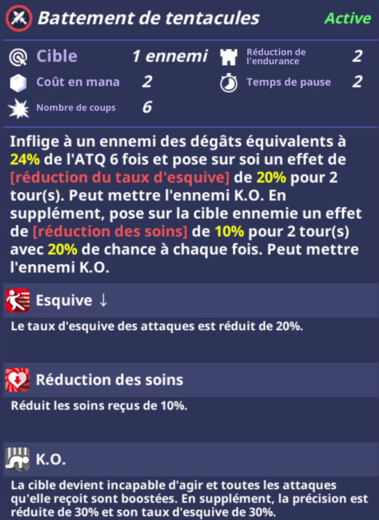 Battement de tentacules Active
Cible 1 ennemi Réduction de l'endurance 2
Coût en mana 2 Temps de pause 2
Nombre de coups 6
Inflige à un ennemi des dégâts équivalents à
24% de l'ATQ 6 fois et pose sur soi un effet de
[réduction du taux d'esquive] de 20% pour 2
tour(s). Peut mettre l'ennemi K.O. En
supplément, pose sur la cible ennemie un effet
de [réduction des soins] de 10% pour 2 tour(s)
avec 20% de chance à chaque fois. Peut mettre
l'ennemi K.O.
Esquive ↓
Le taux d'esquive des attaques est réduit de 20%.
Réduction des soins
Réduit les soins reçus de 10%.
K.O.
La cible devient incapable d'agir et toutes les attaques
qu'elle reçoit sont boostées. En supplément, la précision est
réduite de 30% et son taux d'esquive de 30%.